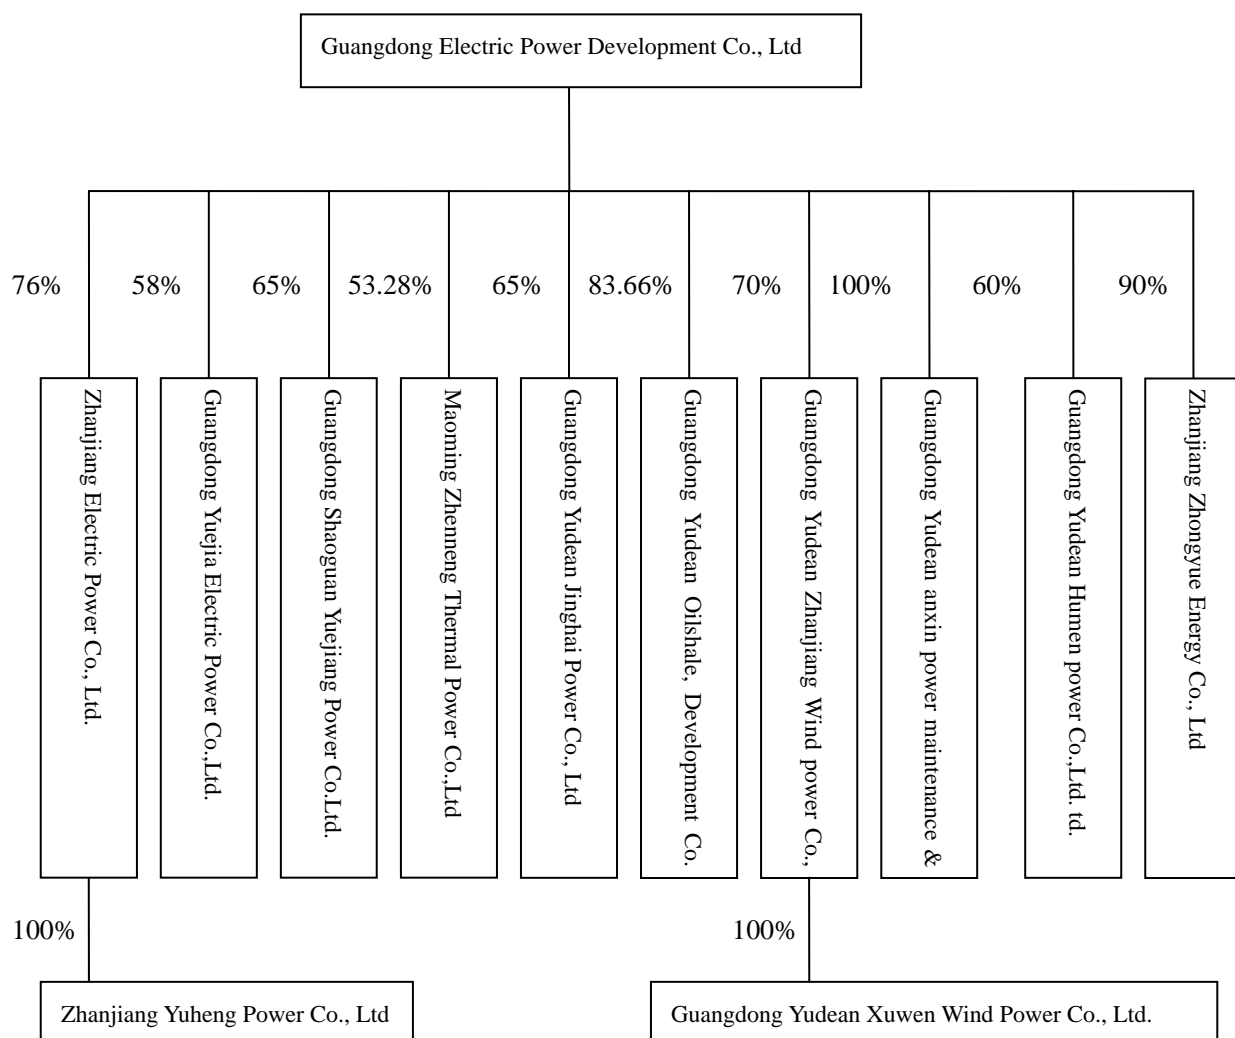 Guangdong Electric Power Development Co., Ltd
76%
58%
65%
53.28%
65%
83.66%
70%
100%
60%
90%
Zhanjiang Electric Power Co., Ltd.
Guangdong Yuejia Electric Power Co.,Ltd.
Guangdong Shaoguan Yuejiang Power Co.Ltd.
Maoming Zhenneng Thermal Power Co.,Ltd
Guangdong Yudean Jinghai Power Co., Ltd
Guangdong Yudean Oilshale, Development Co.
Guangdong Yudean Zhanjiang Wind power Co.,
Guangdong Yudean anxin power maintenance &
Guangdong Yudean Humen power Co.,Ltd. td.
Zhanjiang Zhongyue Energy Co., Ltd
100%
100%
Zhanjiang Yuheng Power Co., Ltd
Guangdong Yudean Xuwen Wind Power Co., Ltd.